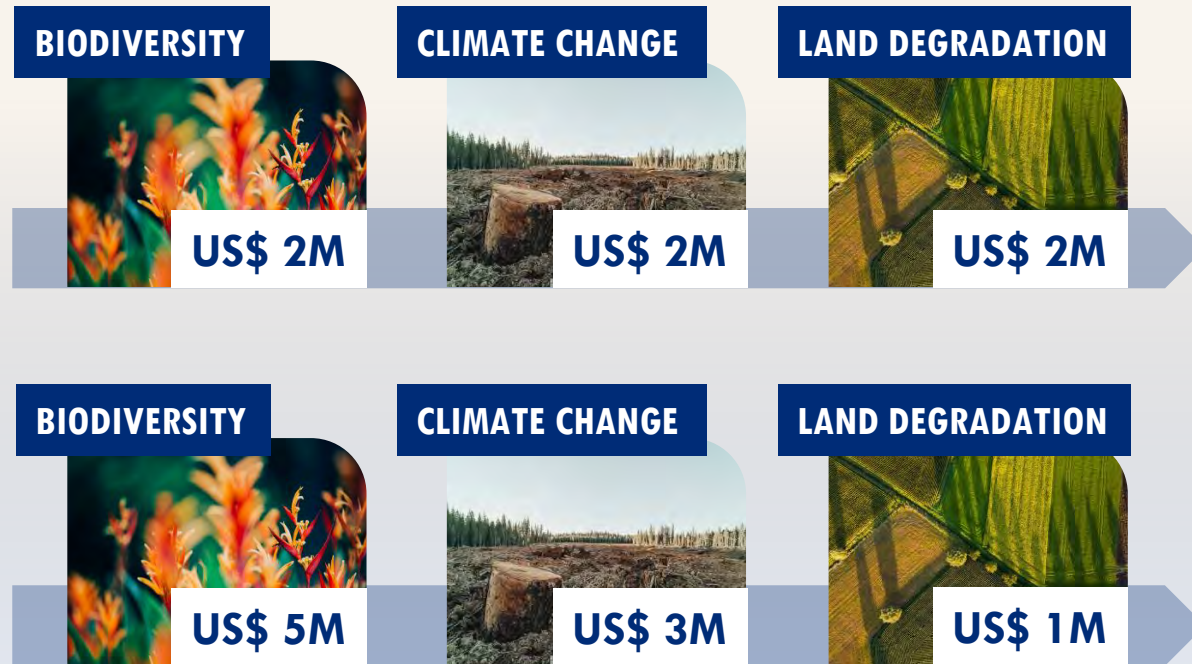 BIODIVERSITY
CLIMATE CHANGE
LAND DEGRADATION
US$ 2M
US$ 2M
US$ 2M
BIODIVERSITY
CLIMATE CHANGE
LAND DEGRADATION
US$ 5M
US$ 3M
US$ 1M